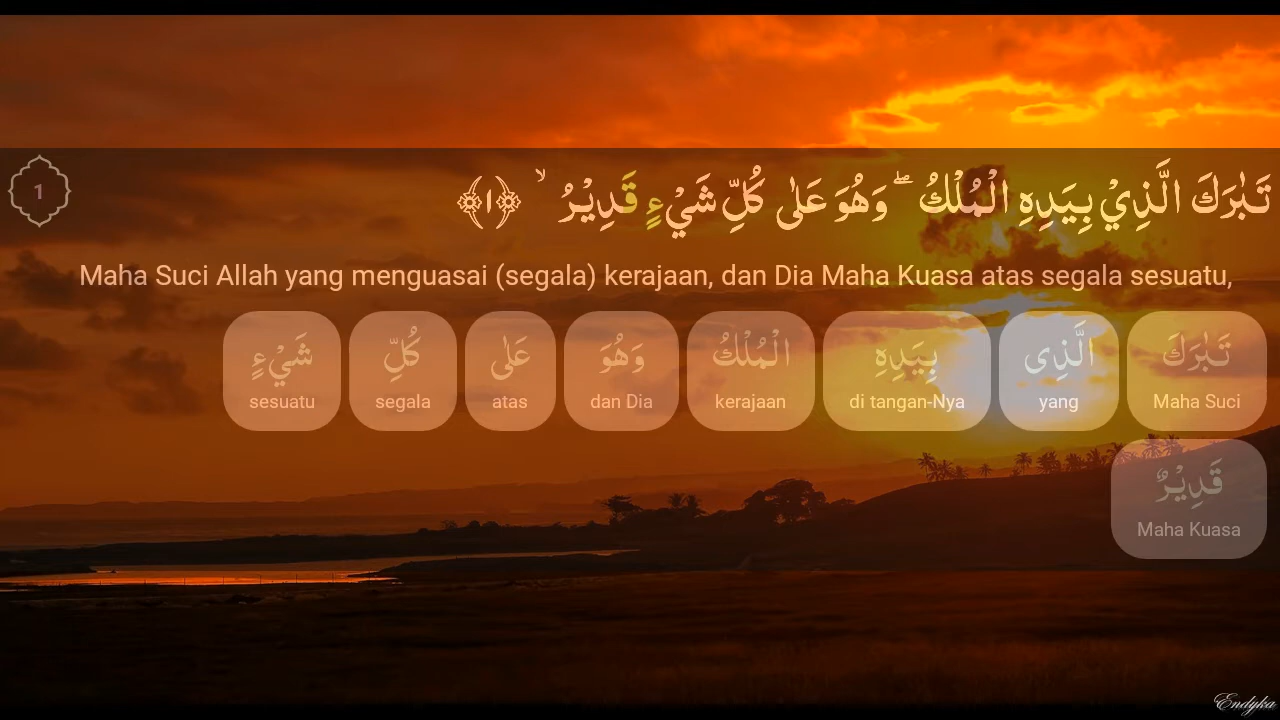 1
تَبٰرَكَ الَّذِيْ بِيَدِهِ الْمُلْكُ ۖ وَهُوَ عَلٰى كُلِّ شَيْءٍ قَدِيْرُ ۙ ﴿١﴾
Maha Suci Allah yang menguasai (segala) kerajaan, dan Dia Maha Kuasa atas segala sesuatu,
تَبٰرَكَ الَّذِى بِيَدِهِ الْمُلْكُ وَهُوَ عَلٰى كُلِّ شَيْءٍ
Maha Suci yang di tangan-Nya kerajaan dan Dia atas segala sesuatu
قَدِيْرٌ
Maha Kuasa
Endyka